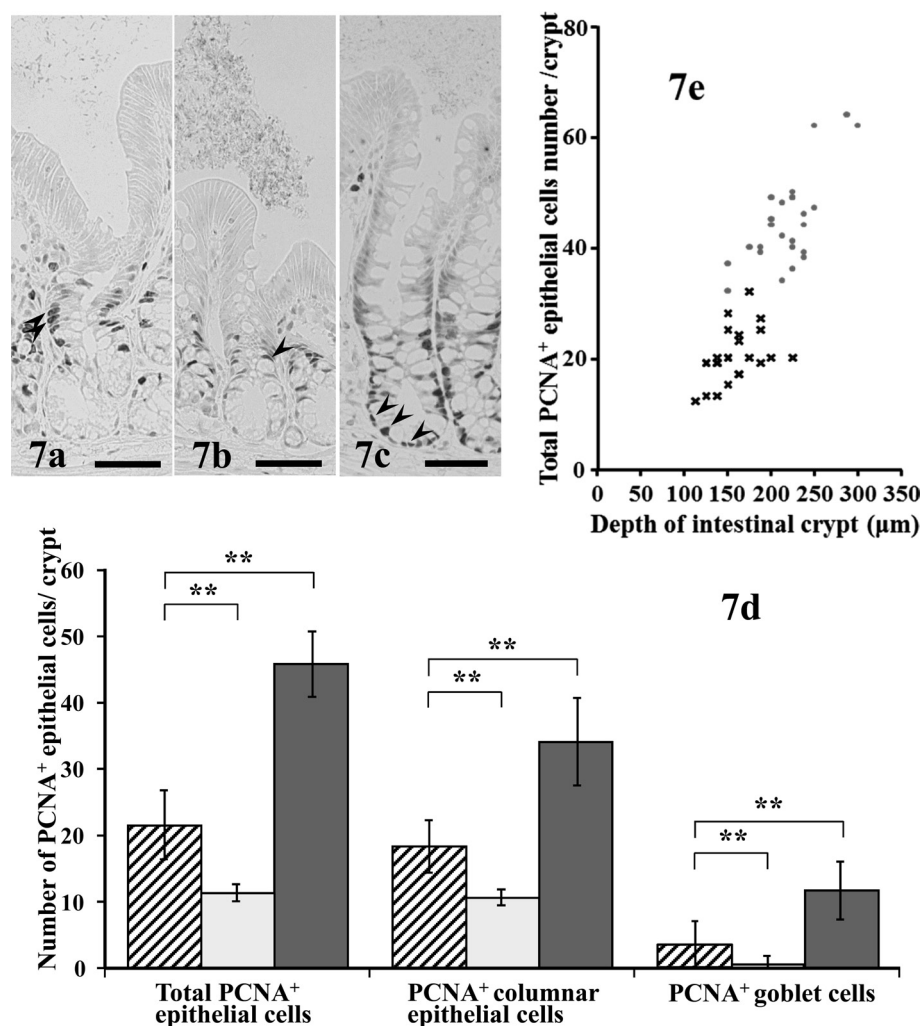 7a
7b
7c
7e
Total PCNA+ epithelial cells number /crypt
80
60
40
20
0
0 50 100 150 200 250 300 350
Depth of intestinal crypt (µm)
7d
Number of PCNA+ epithelial cells/ crypt
60
50
40
30
20
10
0
**
**
**
**
**
**
Total PCNA+
epithelial cells
PCNA+ columnar
epithelial cells
PCNA+ goblet cells